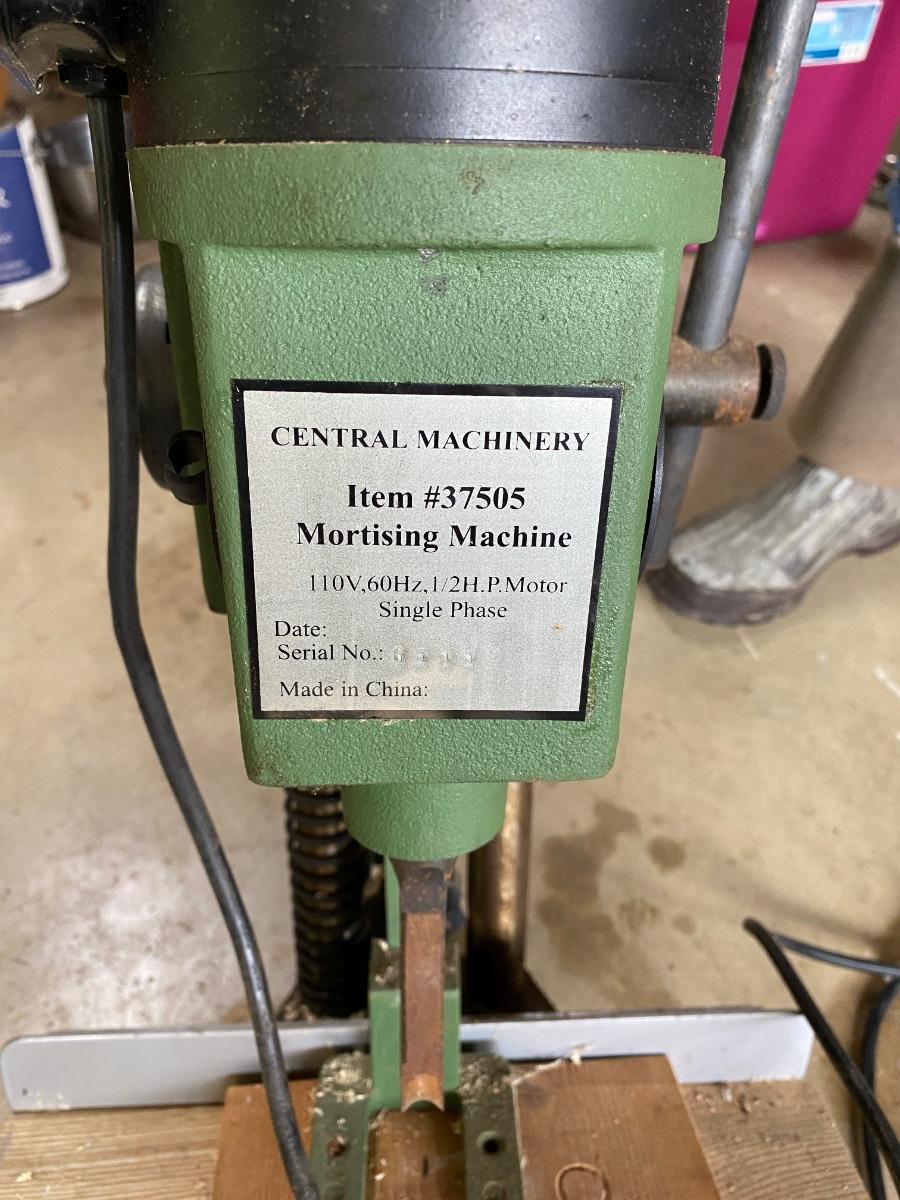 CENTRAL MACHINERY
Item #37505
Mortising Machine
110V,60Hz,1/2H.P.Motor
Single Phase
Date:
Serial No.:
Made in China: